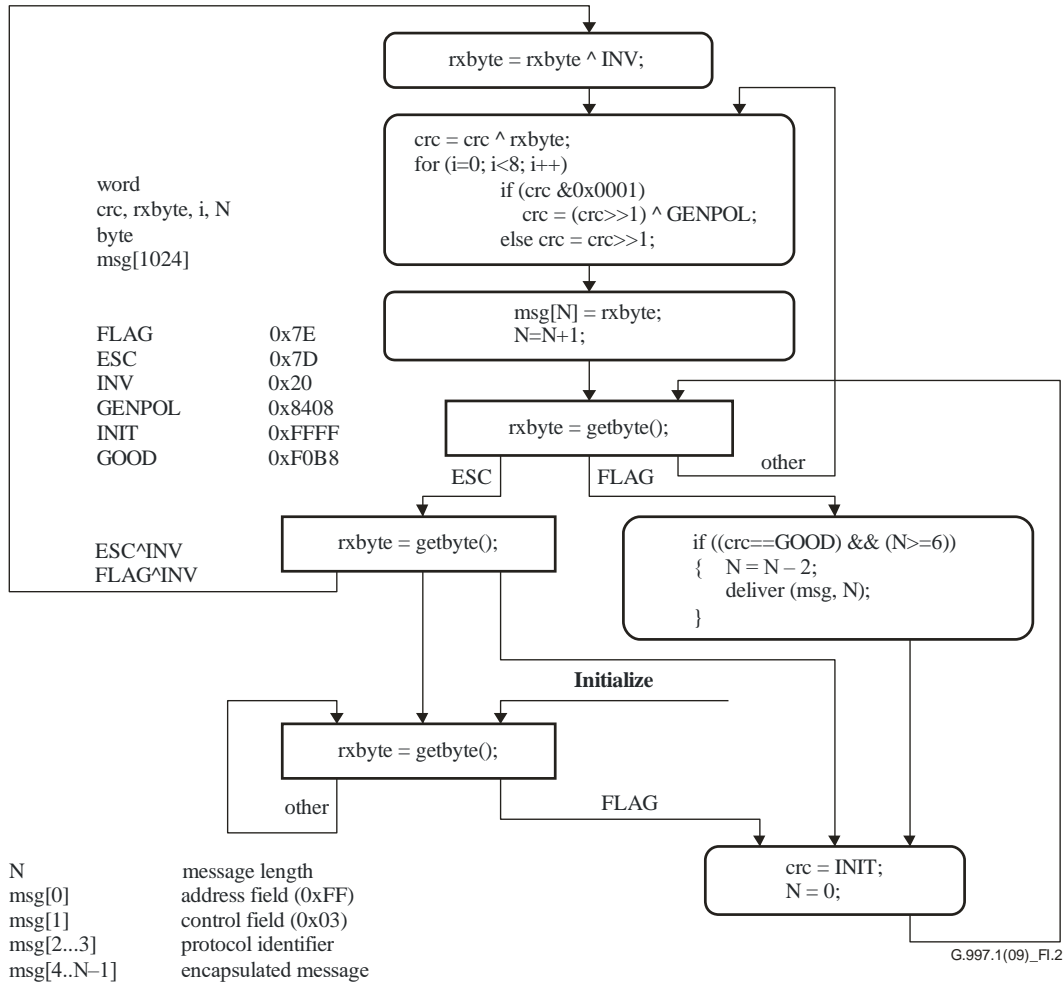 rxbyte = rxbyte ^ INV;
crc = crc ^ rxbyte;
for (i=0; i<8; i++)
if (crc &0x0001)
crc = (crc>>1) ^ GENPOL;
else crc = crc>>1;
word
crc, rxbyte, i, N
byte
msg[1024]
msg[N] = rxbyte;
N=N+1;
FLAG 0x7E
ESC 0x7D
INV 0x20
GENPOL 0x8408
INIT 0xFFFF
GOOD 0xF0B8
rxbyte = getbyte();
ESC
FLAG
other
ESC^INV
FLAG^INV
rxbyte = getbyte();
if ((crc==GOOD) && (N>=6))
{ N = N – 2;
deliver (msg, N);
}
Initialize
rxbyte = getbyte();
other
FLAG
crc = INIT;
N = 0;
N message length
msg[0] address field (0xFF)
msg[1] control field (0x03)
msg[2...3] protocol identifier
msg[4..N–1] encapsulated message
G.997.1(09)_FI.2